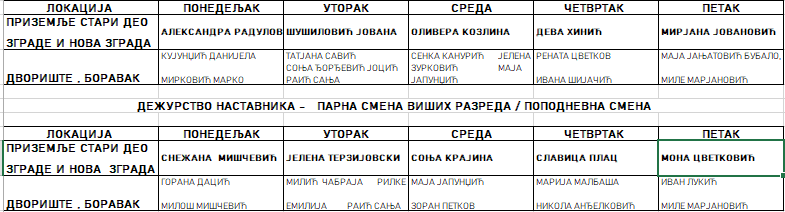 ЛОКАЦИЈА ПОНЕДЕЉАК УТОРАК СРЕДА ЧЕТВРТАК ПЕТАК
ПРИЗЕМЉЕ СТАРИ ДЕО
ЗГРАДЕ И НОВА ЗГРАДА АЛЕКСАНДРА РАДУЛОВ ШУШИЛОВИЋ ЈОВАНА ОЛИВЕРА КОЗЛИНА ДЕВА ХИНИЋ МИРЈАНА ЈОВАНОВИЋ
КУЈУНЏИЋ ДАНИЈЕЛА ТАТЈАНА САВИЋ СЕНКА КАНУРИЋ ЈЕЛЕНА РЕНАТА ЦВЕТКОВ МАЈА ЈАЊАТОВИЋ БУБАЛО,
СОЊА ЂОРЂЕВИЋ ЈОЦИЋ ЗУРКОВИЋ МАЈА
ДВОРИШТЕ , БОРАВАК МИРКОВИЋ МАРКО РАИЋ САЊА ЈАПУНЏИЋ ИВАНА ШИЈАЧИЋ МИЛЕ МАРЈАНОВИЋ
ДЕЖУРСТВО НАСТАВНИКА – ПАРНА СМЕНА ВИШИХ РАЗРЕДА / ПОПОДНЕВНА СМЕНА
ЛОКАЦИЈА ПОНЕДЕЉАК УТОРАК СРЕДА ЧЕТВРТАК ПЕТАК
ПРИЗЕМЉЕ СТАРИ ДЕО
ЗГРАДЕ И НОВА ЗГРАДА СНЕЖАНА МИШЧЕВИЋ ЈЕЛЕНА ТЕРЗИЈОВСКИ СОЊА КРАЈИНА СЛАВИЦА ПЛАЦ МОНА ЦВЕТКОВИЋ
ГОРАНА ДАЦИЋ МИЛИЋ ЧАБРАЈА РИЛКЕ МАЈА ЈАПУНЏИЋ МАРИЈА МАЛБАША ИВАН ЛУКИЋ
ДВОРИШТЕ , БОРАВАК МИЛОШ МИШЧЕВИЋ ЕМИЛИЈА РАИЋ САЊА ЗОРАН ПЕТКОВ НИКОЛА АНЂЕЛКОВИЋ МИЛЕ МАРЈАНОВИЋ